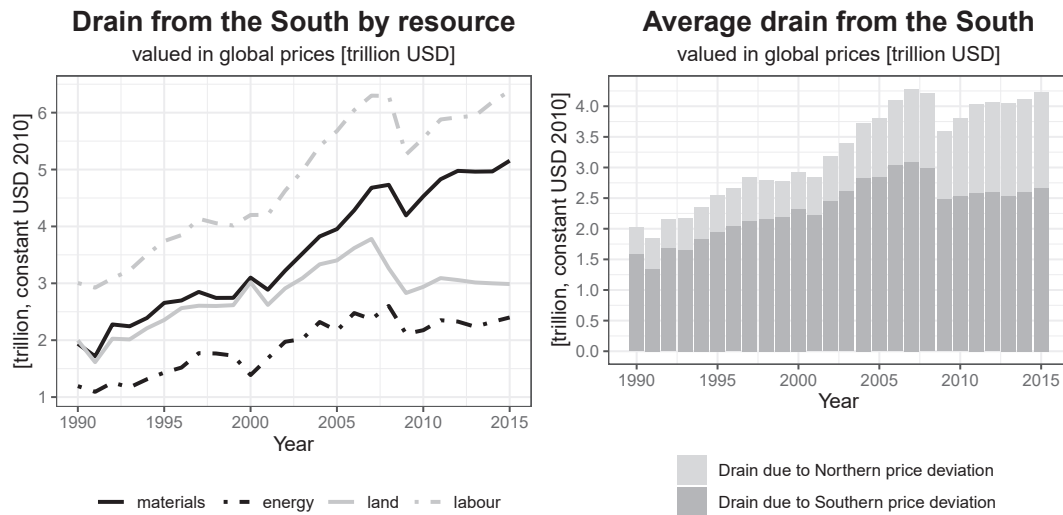 Drain from the South by resource
valued in global prices [trillion USD]
[trillion, constant USD 2010]
6
5
4
3
2
1
1990 1995 2000 2005 2010 2015
Year
materials energy land labour
Average drain from the South
valued in global prices [trillion USD]
[trillion, constant USD 2010]
4.0
3.5
3.0
2.5
2.0
1.5
1.0
0.5
0.0
1990 1995 2000 2005 2010 2015
Year
Drain due to Northern price deviation
Drain due to Southern price deviation